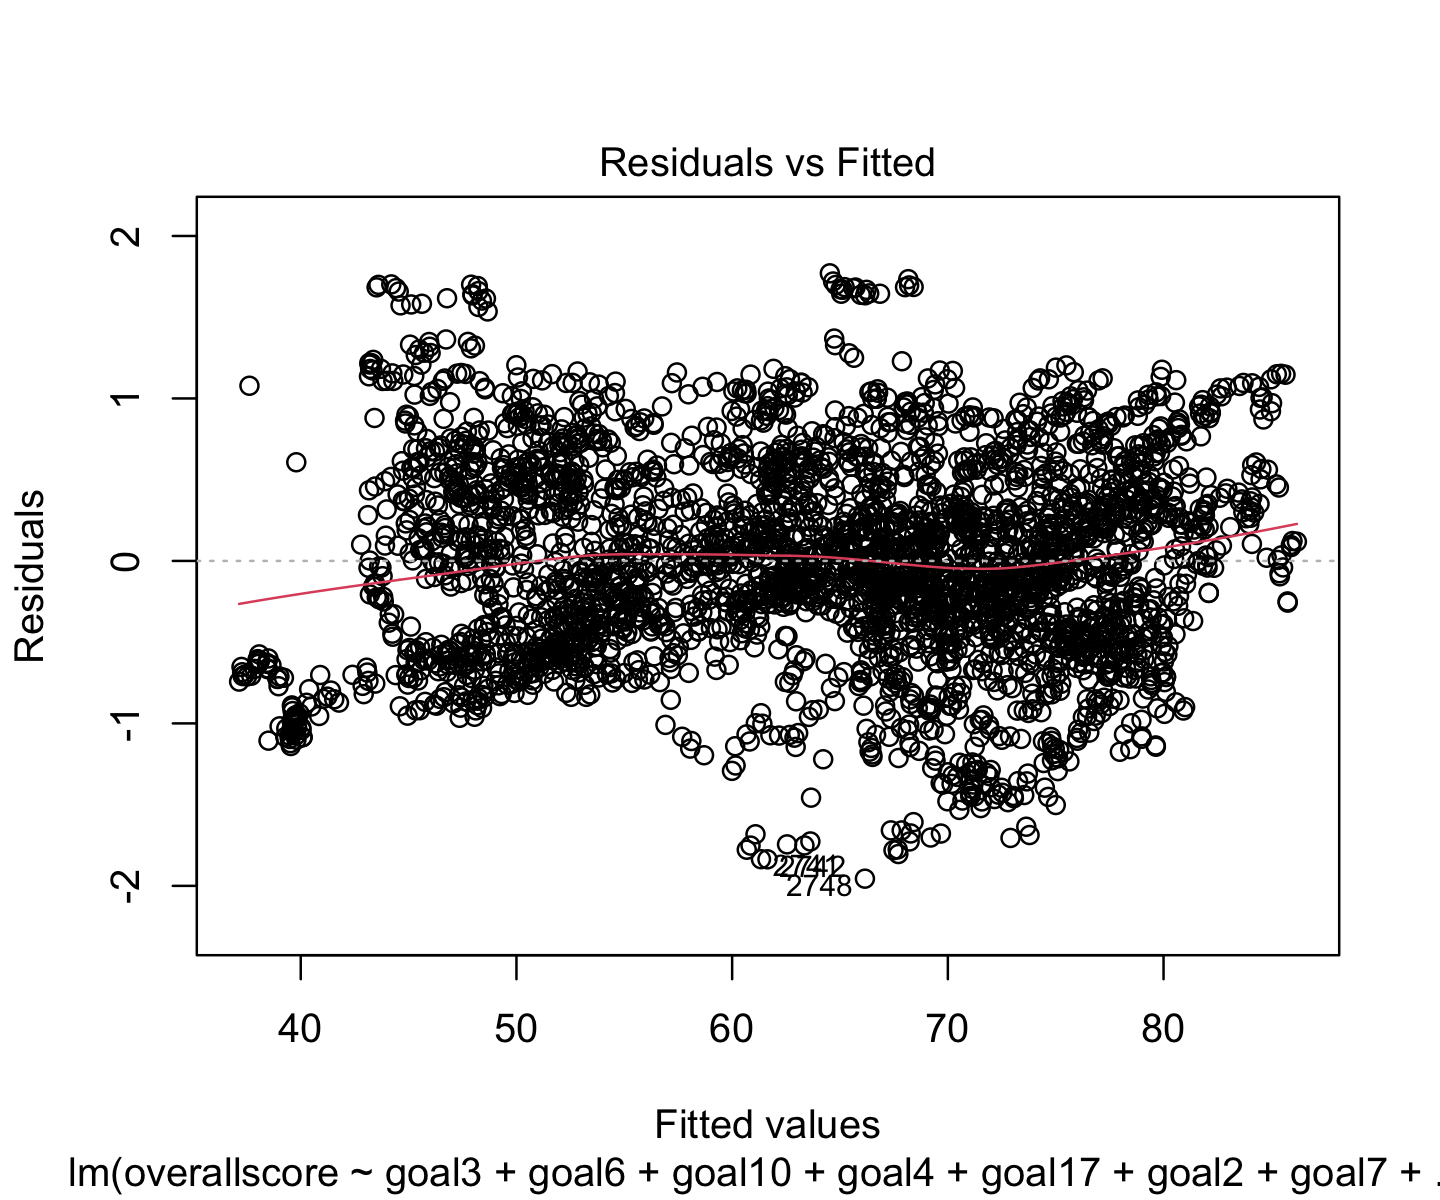 Residuals vs Fitted
Residuals
2
1
0
-1
-2
2748
40 50 60 70 80
Fitted values
lm(overallscore ~ goal3 + goal6 + goal10 + goal4 + goal17 + goal2 + goal7 + .